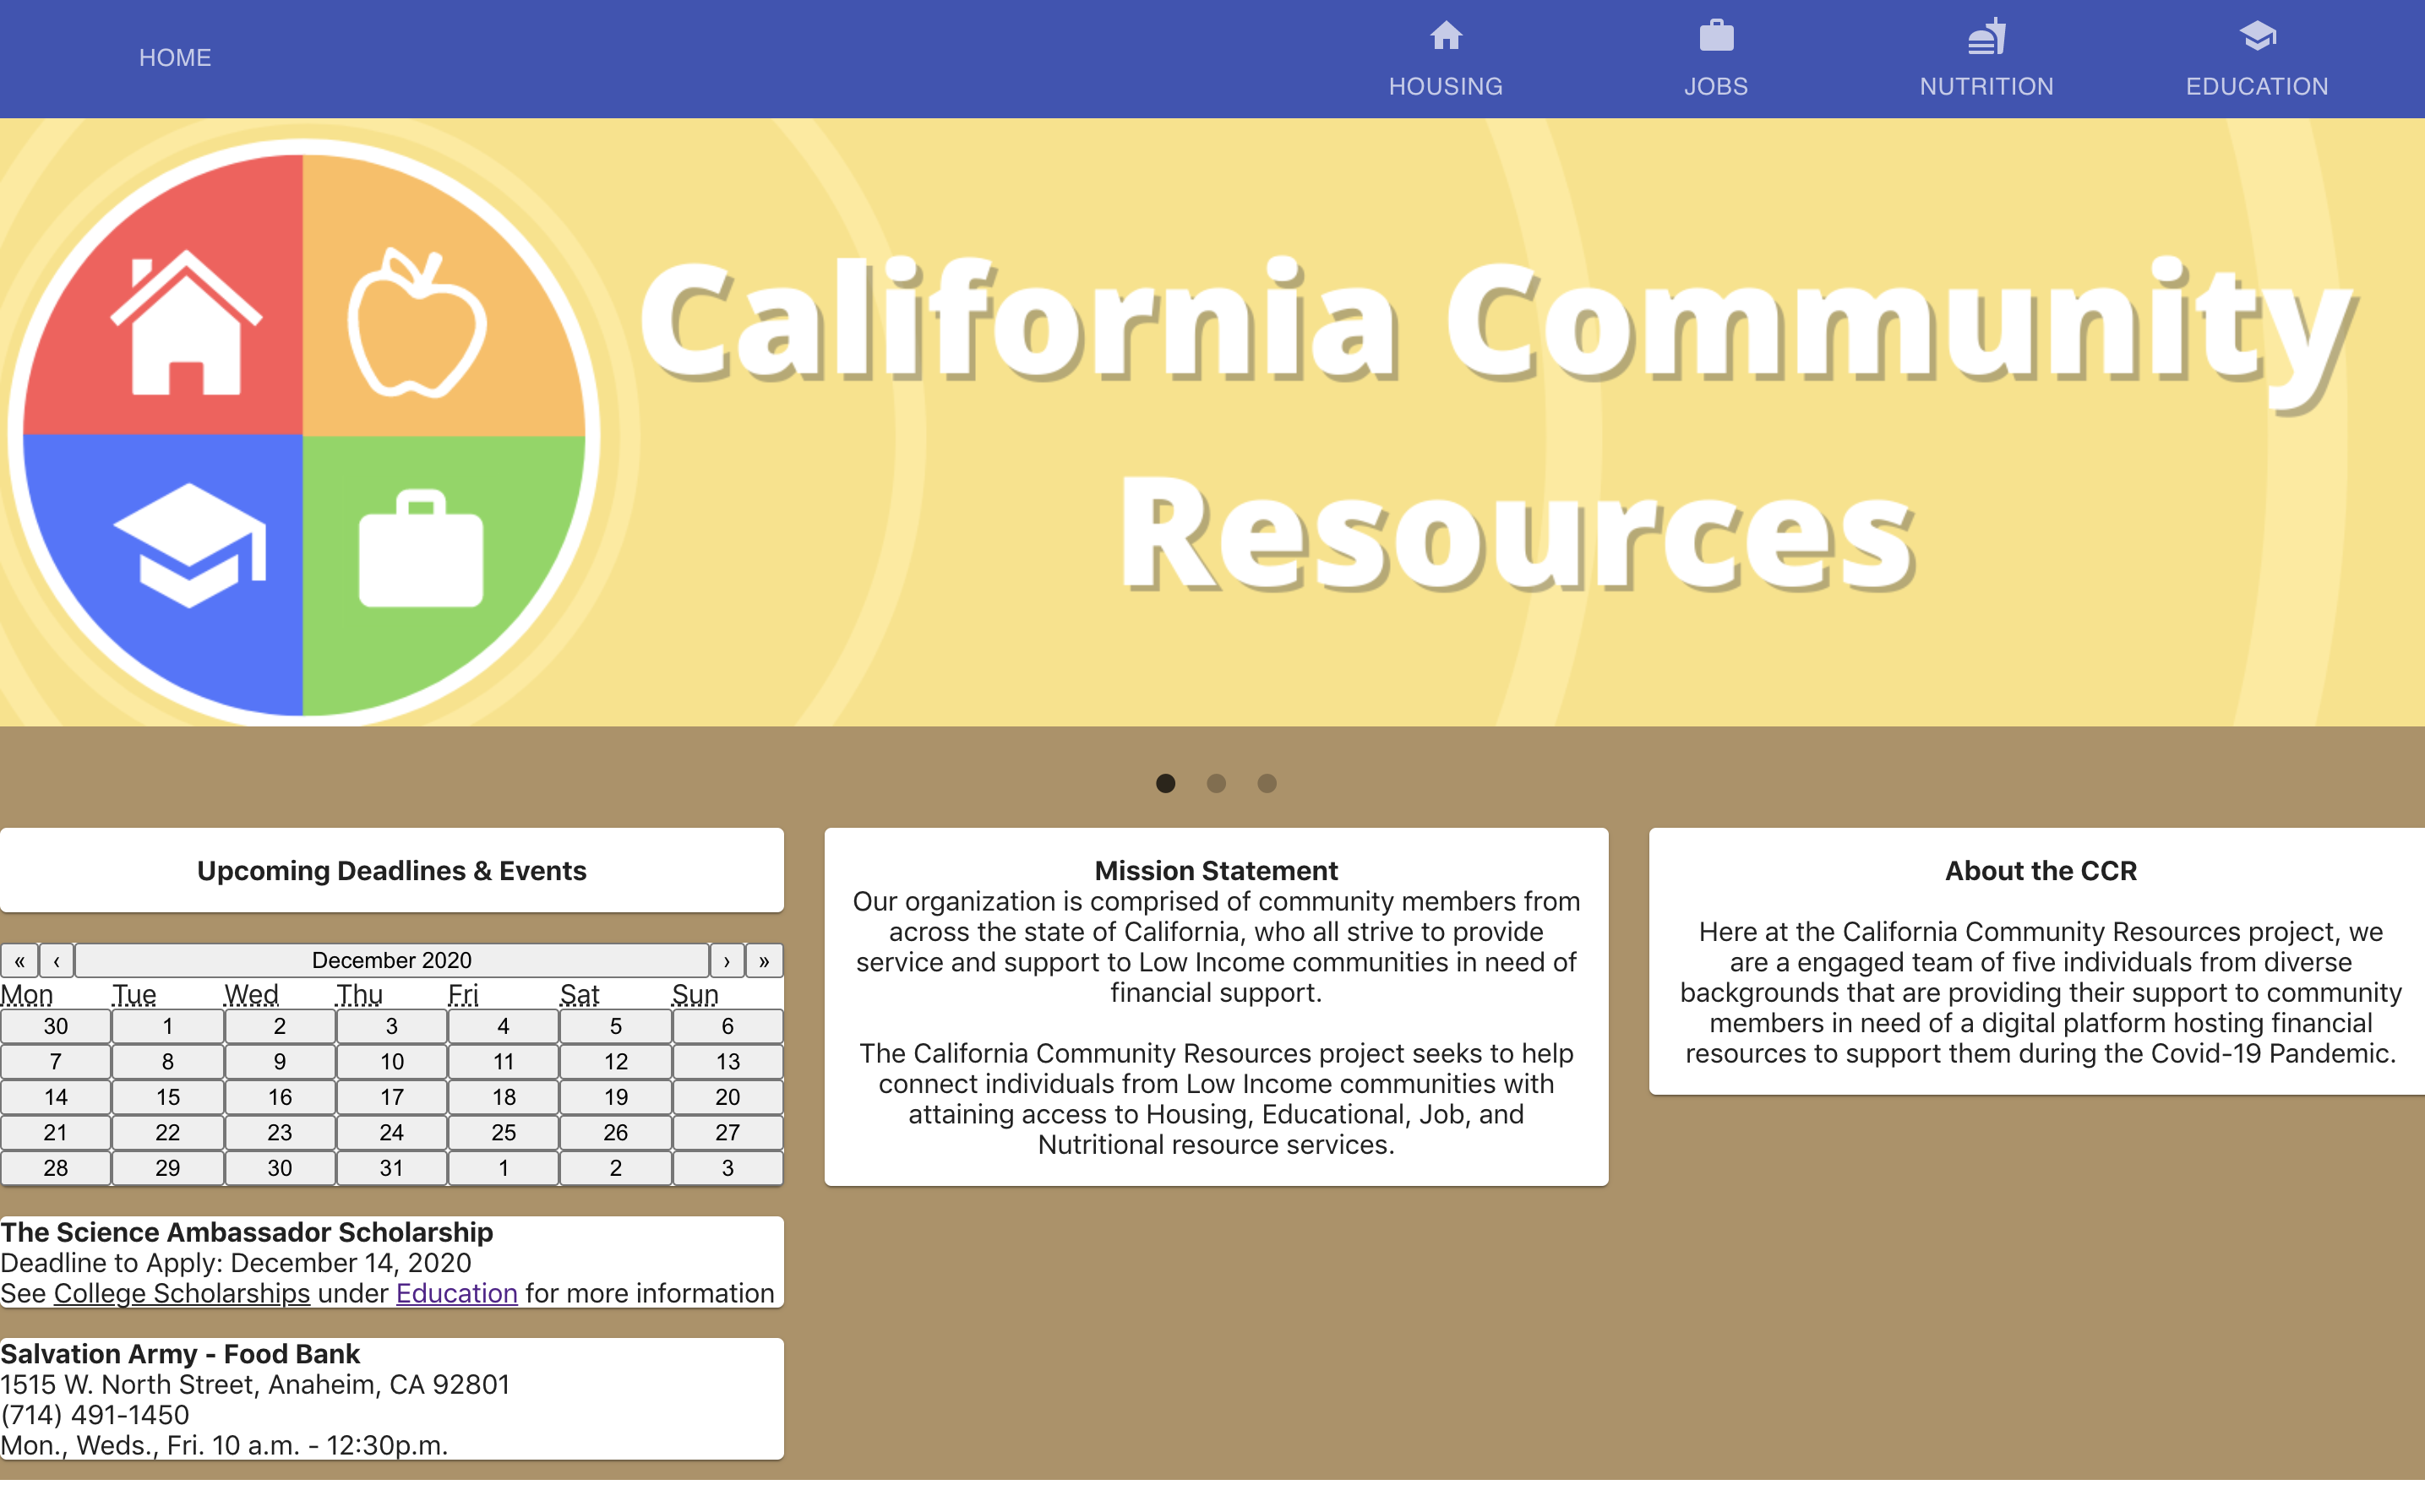 HOME
HOUSING
JOBS
NUTRITION
EDUCATION
California Community
Resources
Upcoming Deadlines & Events
« ‹ December 2020 › »
Mon Tue Wed Thu Fri Sat Sun
30 1 2 3 4 5 6
7 8 9 10 11 12 13
14 15 16 17 18 19 20
21 22 23 24 25 26 27
28 29 30 31 1 2 3
The Science Ambassador Scholarship
Deadline to Apply: December 14, 2020
See College Scholarships under Education for more information
Salvation Army - Food Bank
1515 W. North Street, Anaheim, CA 92801
(714) 491-1450
Mon., Weds., Fri. 10 a.m. - 12:30p.m.
Mission Statement
Our organization is comprised of community members from
across the state of California, who all strive to provide
service and support to Low Income communities in need of
financial support.
The California Community Resources project seeks to help
connect individuals from Low Income communities with
attaining access to Housing, Educational, Job, and
Nutritional resource services.
About the CCR
Here at the California Community Resources project, we
are a engaged team of five individuals from diverse
backgrounds that are providing their support to community
members in need of a digital platform hosting financial
resources to support them during the Covid-19 Pandemic.